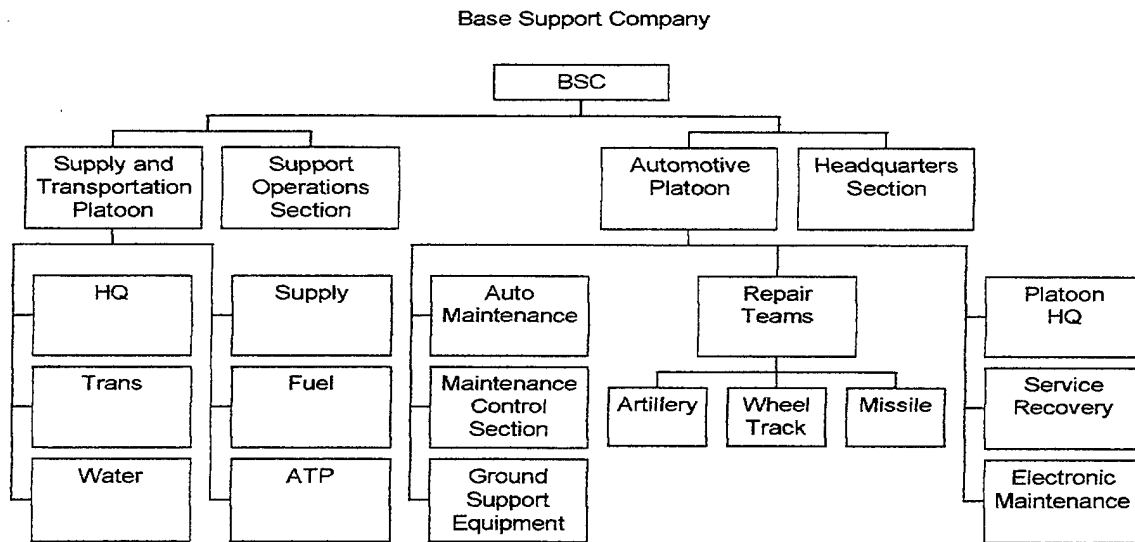 Base Support Company
BSC
Supply and
Transportation
Platoon
Support
Operations
Section
Automotive
Platoon
Headquarters
Section
HQ
Supply
Auto
Maintenance
Repair
Teams
Platoon
HQ
Trans
Fuel
Maintenance
Control
Section
Artillery
Wheel
Track
Missile
Service
Recovery
Water
ATP
Ground
Support
Equipment
Electronic
Maintenance